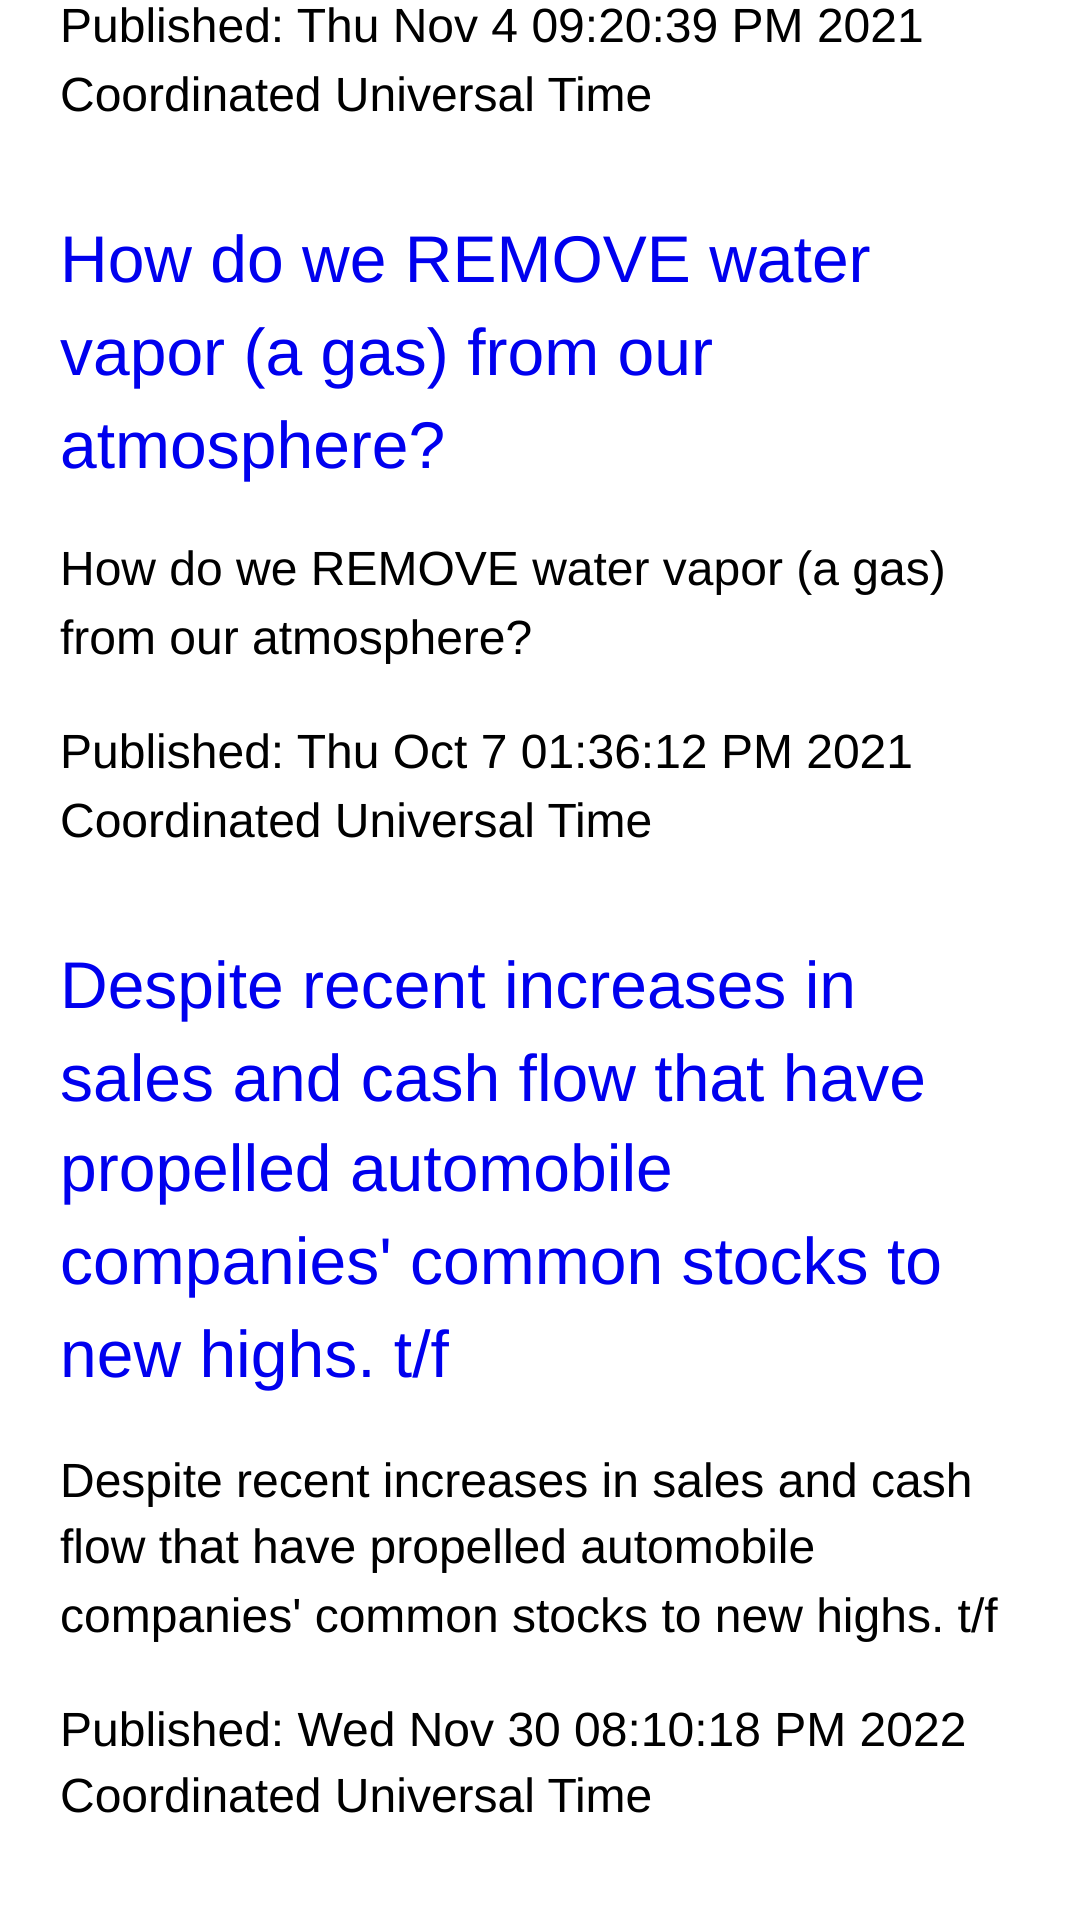 Published: Thu Nov 4 09:20:39 PM 2021
Coordinated Universal Time
How do we REMOVE water
vapor (a gas) from our
atmosphere?
How do we REMOVE water vapor (a gas)
from our atmosphere?
Published: Thu Oct 7 01:36:12 PM 2021
Coordinated Universal Time
Despite recent increases in
sales and cash flow that have
propelled automobile
companies' common stocks to
new highs. t/f
Despite recent increases in sales and cash
flow that have propelled automobile
companies' common stocks to new highs. t/f
Published: Wed Nov 30 08:10:18 PM 2022
Coordinated Universal Time